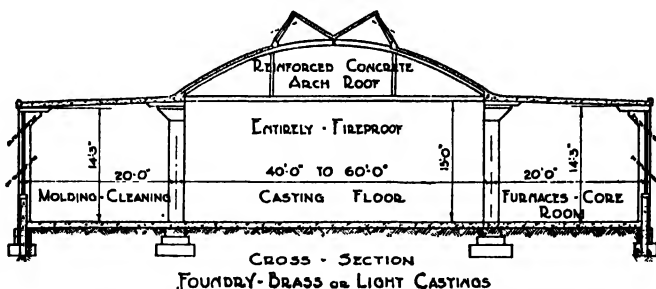 REINFORCED CONCRETE
ARCH ROOF
ENTIRELY - FIREPROOF
14'-3"
20'-0"
40'-0" TO 60'-0"
15'-0"
20'-0"
14'-3"
MOLDING-CLEANING
CASTING FLOOR
FURNACES-CORE
ROOM
CROSS - SECTION
FOUNDRY-BRASS OR LIGHT CASTINGS